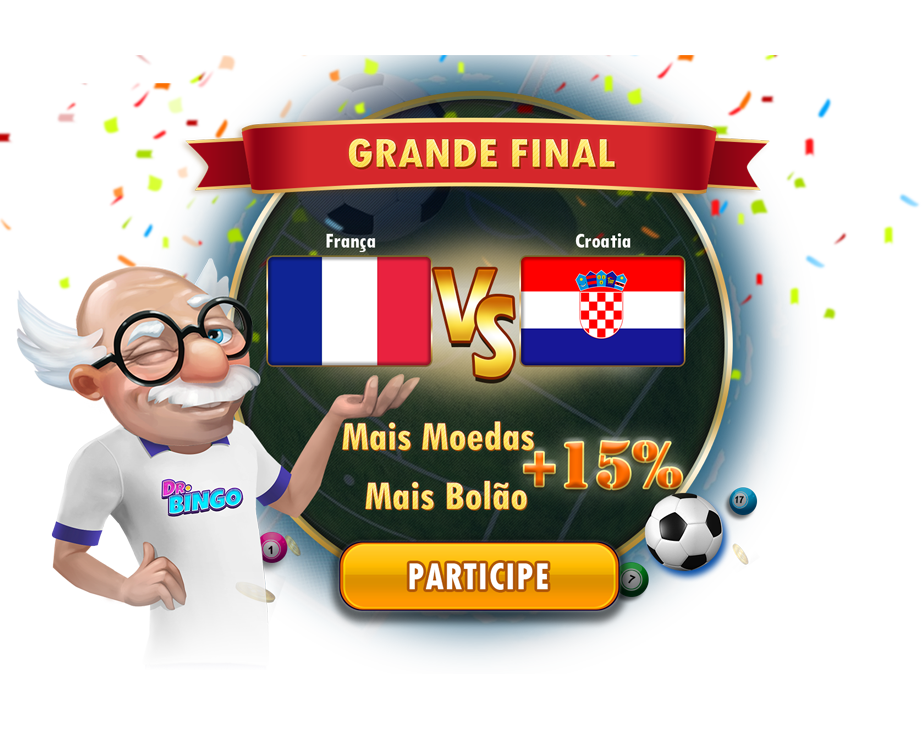 GRANDE FINAL
França
Croatia
VS
Mais Moedas
+15%
Mais Bolão
DR.
BINGO
1
17
7
PARTICIPE